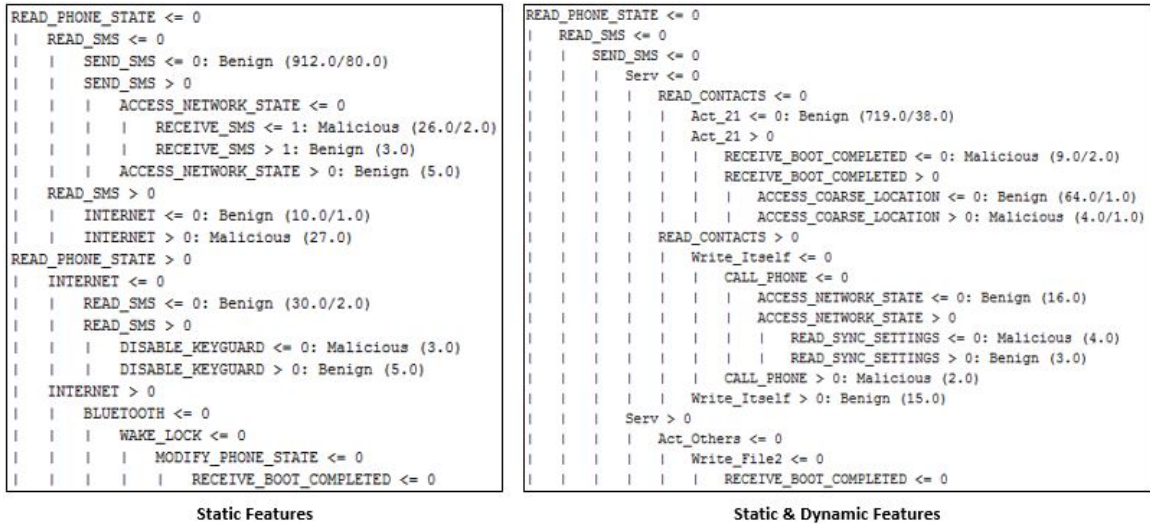 READ_PHONE_STATE <= 0
|   READ_SMS <= 0
|   |   SEND_SMS <= 0: Benign (912.0/80.0)
|   |   SEND_SMS > 0
|   |   |   ACCESS_NETWORK_STATE <= 0
|   |   |   |   RECEIVE_SMS <= 1: Malicious (26.0/2.0)
|   |   |   |   RECEIVE_SMS > 1: Benign (3.0)
|   |   |   ACCESS_NETWORK_STATE > 0: Benign (5.0)
|   READ_SMS > 0
|   |   INTERNET <= 0: Benign (10.0/1.0)
|   |   INTERNET > 0: Malicious (27.0)
READ_PHONE_STATE > 0
|   INTERNET <= 0
|   |   READ_SMS <= 0: Benign (30.0/2.0)
|   |   READ_SMS > 0
|   |   |   DISABLE_KEYGUARD <= 0: Malicious (3.0)
|   |   |   DISABLE_KEYGUARD > 0: Benign (5.0)
|   INTERNET > 0
|   |   BLUETOOTH <= 0
|   |   |   WAKE_LOCK <= 0
|   |   |   |   MODIFY_PHONE_STATE <= 0
|   |   |   |   |   RECEIVE_BOOT_COMPLETED <= 0
Static Features
READ_PHONE_STATE <= 0
|   READ_SMS <= 0
|   |   SEND_SMS <= 0
|   |   |   Serv <= 0
|   |   |   |   READ_CONTACTS <= 0
|   |   |   |   |   Act_21 <= 0: Benign (719.0/38.0)
|   |   |   |   |   Act_21 > 0
|   |   |   |   |   |   RECEIVE_BOOT_COMPLETED <= 0: Malicious (9.0/2.0)
|   |   |   |   |   |   RECEIVE_BOOT_COMPLETED > 0
|   |   |   |   |   |   |   ACCESS_COARSE_LOCATION <= 0: Benign (64.0/1.0)
|   |   |   |   |   |   |   ACCESS_COARSE_LOCATION > 0: Malicious (4.0/1.0)
|   |   |   |   READ_CONTACTS > 0
|   |   |   |   |   Write_Itself <= 0
|   |   |   |   |   |   CALL_PHONE <= 0
|   |   |   |   |   |   |   ACCESS_NETWORK_STATE <= 0: Benign (16.0)
|   |   |   |   |   |   |   ACCESS_NETWORK_STATE > 0
|   |   |   |   |   |   |   |   READ_SYNC_SETTINGS <= 0: Malicious (4.0)
|   |   |   |   |   |   |   |   READ_SYNC_SETTINGS > 0: Benign (3.0)
|   |   |   |   |   |   CALL_PHONE > 0: Malicious (2.0)
|   |   |   |   |   Write_Itself > 0: Benign (15.0)
|   |   |   Serv > 0
|   |   |   |   Act_Others <= 0
|   |   |   |   |   Write_File2 <= 0
|   |   |   |   |   |   RECEIVE_BOOT_COMPLETED <= 0
Static & Dynamic Features